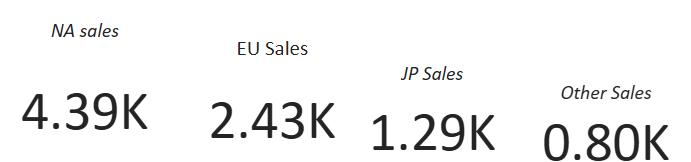 NA sales
4.39K
EU Sales
2.43K
JP Sales
1.29K
Other Sales
0.80K